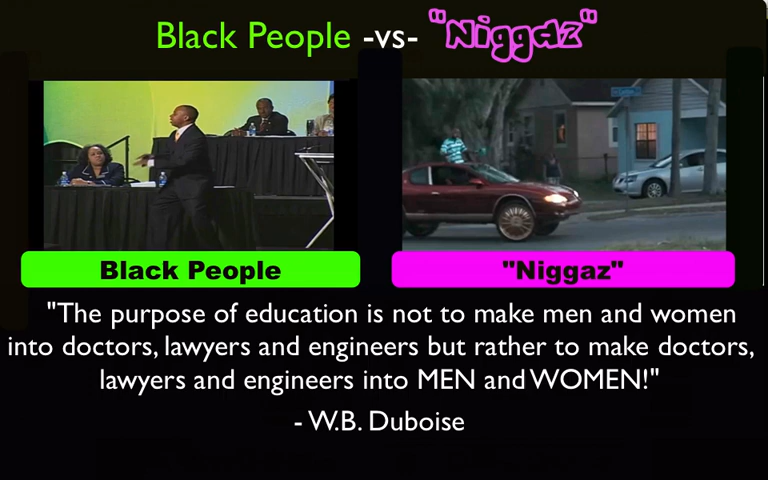 Black People -vs- "Niggaz"
Black People
"Niggaz"
"The purpose of education is not to make men and women
into doctors, lawyers and engineers but rather to make doctors,
lawyers and engineers into MEN and WOMEN!"
- W.B. Duboise